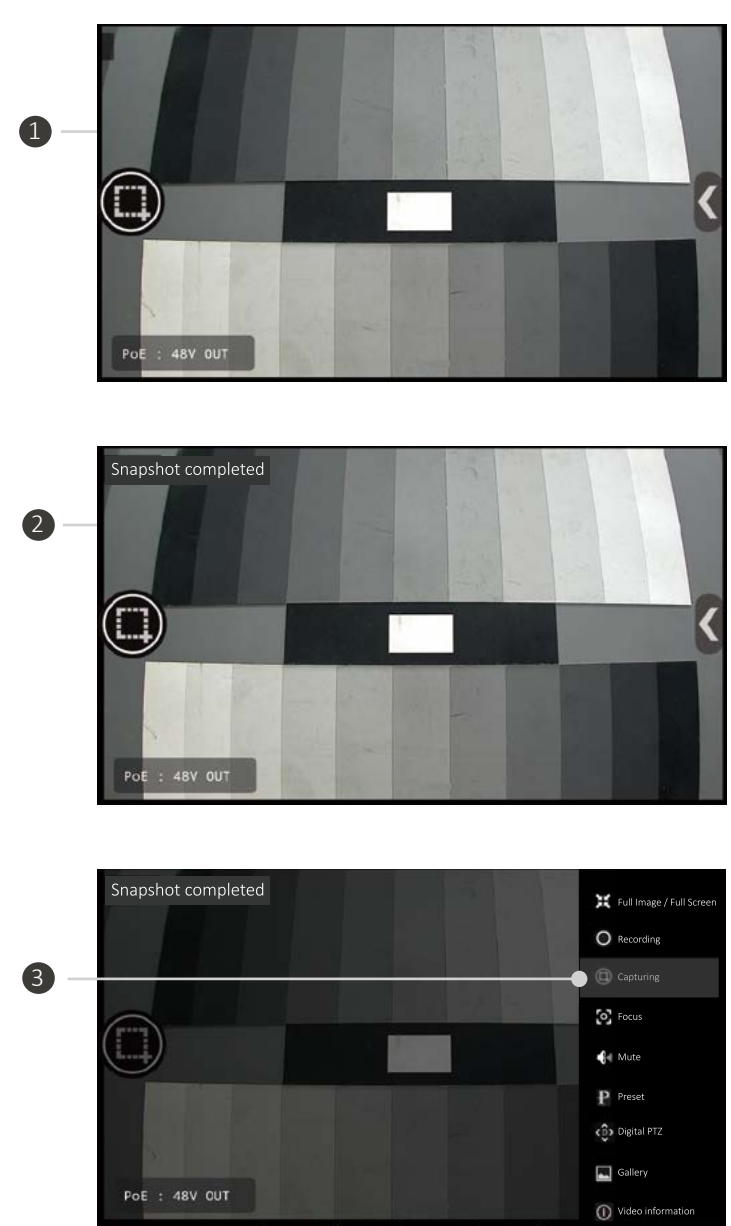 1
PoE : 48V OUT
2
Snapshot completed
PoE : 48V OUT
3
Snapshot completed
Full Image / Full Screen
Recording
Capturing
Focus
Mute
P Preset
D Digital PTZ
Gallery
Video information
PoE : 48V OUT